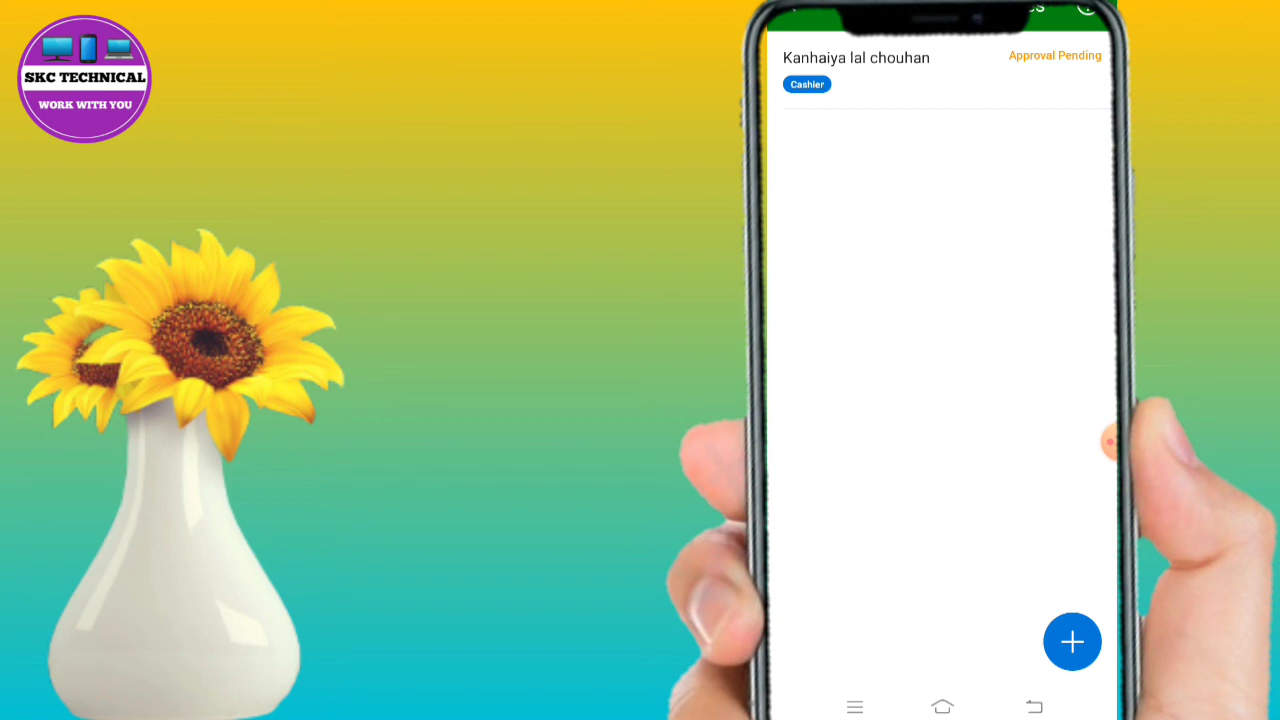 SKC TECHNICAL
WORK WITH YOU
Kanhaiya lal chouhan
Approval Pending
Cashier